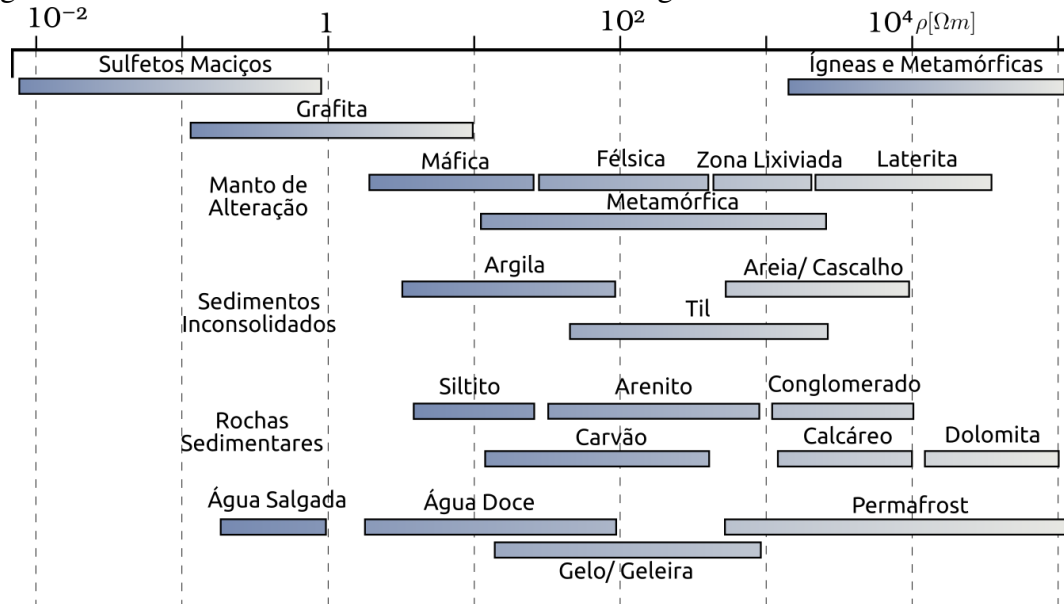 10⁻²
1
10²
10⁴ ρ[Ωm]
Sulfetos Maciços
Ígneas e Metamórficas
Grafita
Máfica
Félsica
Zona Lixiviada
Laterita
Manto de
Alteração
Metamórfica
Argila
Areia/ Cascalho
Sedimentos
Inconsolidados
Til
Siltito
Arenito
Conglomerado
Rochas
Sedimentares
Carvão
Calcáreo
Dolomita
Água Salgada
Água Doce
Permafrost
Gelo/ Geleira